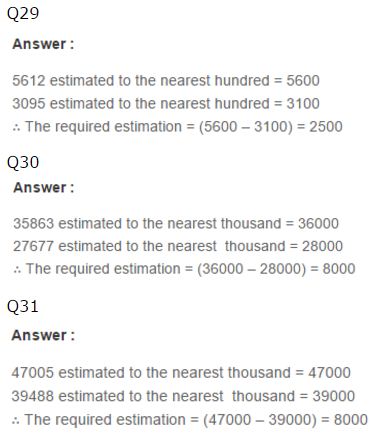 Q29
Answer :
5612 estimated to the nearest hundred = 5600
3095 estimated to the nearest hundred = 3100
∴ The required estimation = (5600 – 3100) = 2500
Q30
Answer :
35863 estimated to the nearest thousand = 36000
27677 estimated to the nearest  thousand = 28000
∴ The required estimation = (36000 – 28000) = 8000
Q31
Answer :
47005 estimated to the nearest thousand = 47000
39488 estimated to the nearest  thousand = 39000
∴ The required estimation = (47000 – 39000) = 8000